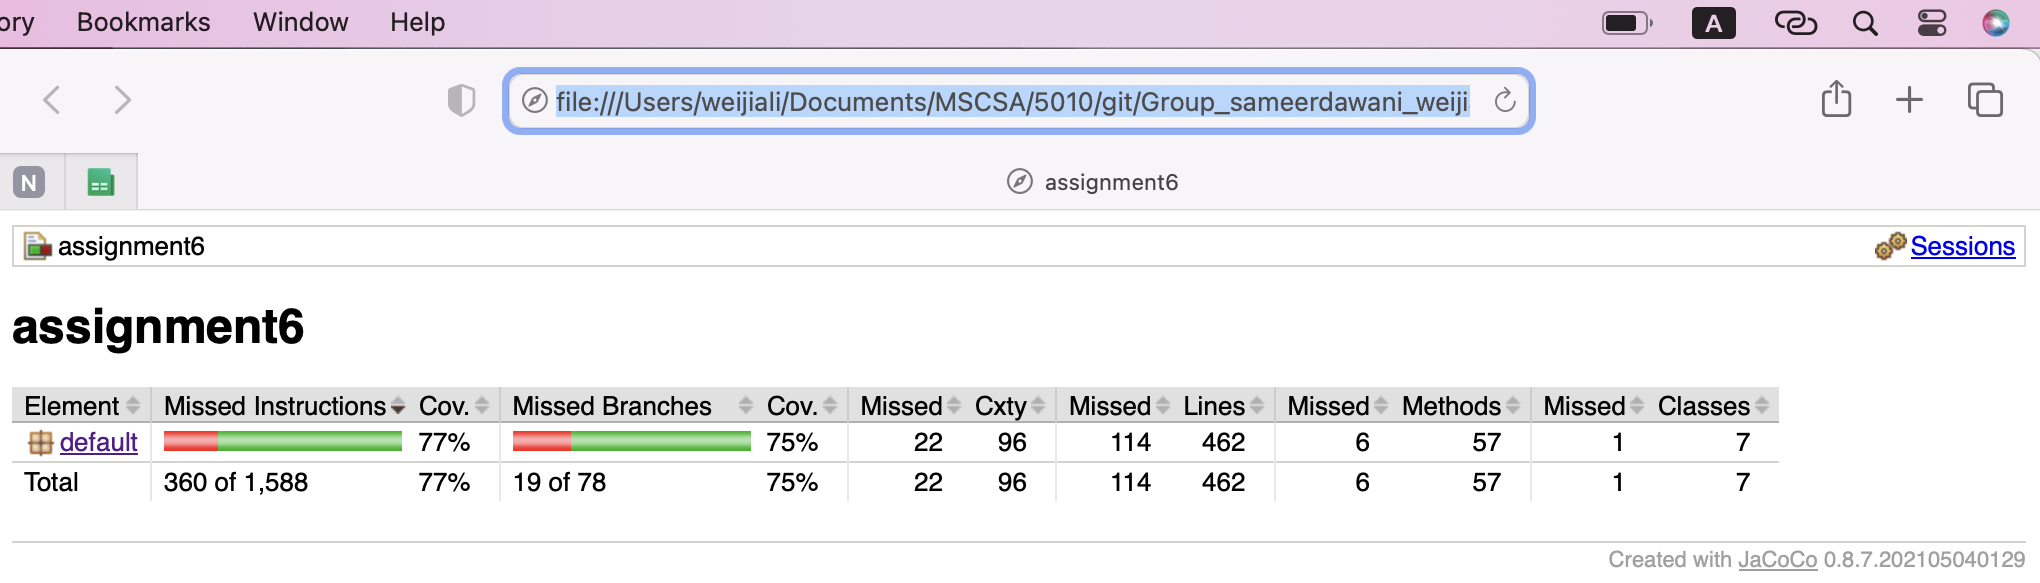 ory Bookmarks Window Help A
file:///Users/weijiali/Documents/MSCSA/5010/git/Group_sameerdawani_weiji
N assignment6
assignment6 Sessions
assignment6
Element Missed Instructions Cov. Missed Branches Cov. Missed Cxty Missed Lines Missed Methods Missed Classes
default 77% 75% 22 96 114 462 6 57 1 7
Total 360 of 1,588 77% 19 of 78 75% 22 96 114 462 6 57 1 7
Created with JaCoCo 0.8.7.202105040129